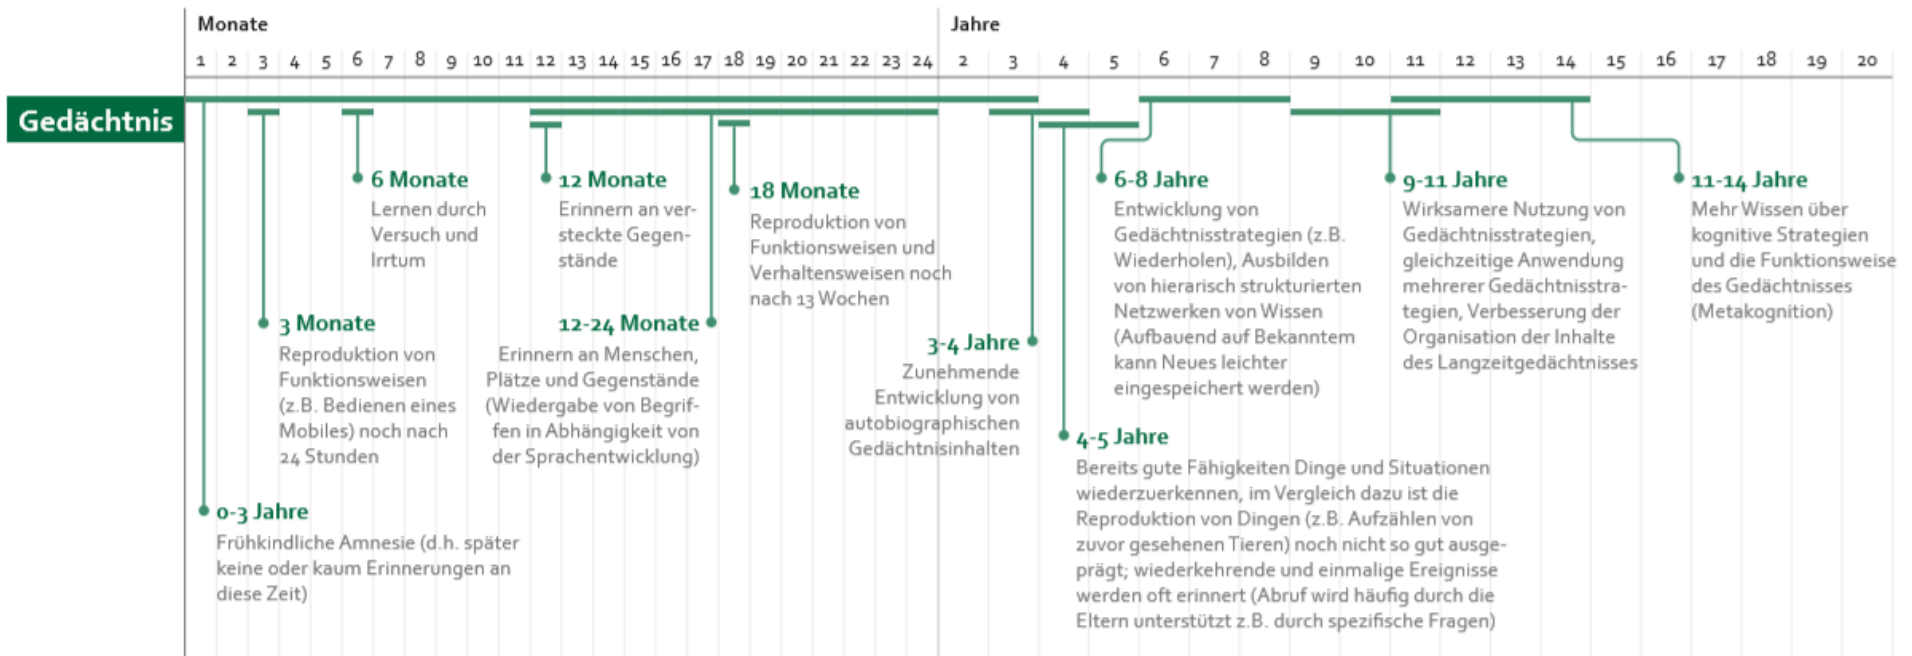 Monate
Jahre
1 2 3 4 5 6 7 8 9 10 11 12 13 14 15 16 17 18 19 20 21 22 23 24 2 3 4 5 6 7 8 9 10 11 12 13 14 15 16 17 18 19 20
Gedächtnis
6 Monate
Lernen durch
Versuch und
Irrtum
12 Monate
Erinnern an ver-
steckte Gegen-
stände
18 Monate
Reproduktion von
Funktionsweisen und
Verhaltensweisen noch
nach 13 Wochen
6-8 Jahre
Entwicklung von
Gedächtnisstrategien (z.B.
Wiederholen), Ausbilden
von hierarisch strukturierten
Netzwerken von Wissen
(Aufbauend auf Bekanntem
kann Neues leichter
eingespeichert werden)
9-11 Jahre
Wirksamere Nutzung von
Gedächtnisstrategien,
gleichzeitige Anwendung
mehrerer Gedächtnisstra-
tegien, Verbesserung der
Organisation der Inhalte
des Langzeitgedächtnisses
11-14 Jahre
Mehr Wissen über
kognitive Strategien
und die Funktionsweise
des Gedächtnisses
(Metakognition)
3 Monate
Reproduktion von
Funktionsweisen
(z.B. Bedienen eines
Mobiles) noch nach
24 Stunden
12-24 Monate
Erinnern an Menschen,
Plätze und Gegenstände
(Wiedergabe von Begrif-
fen in Abhängigkeit von
der Sprachentwicklung)
3-4 Jahre
Zunehmende
Entwicklung von
autobiographischen
Gedächtnisinhalten
4-5 Jahre
Bereits gute Fähigkeiten Dinge und Situationen
wiederzuerkennen, im Vergleich dazu ist die
Reproduktion von Dingen (z.B. Aufzählen von
zuvor gesehenen Tieren) noch nicht so gut ausge-
prägt; wiederkehrende und einmalige Ereignisse
werden oft erinnert (Abruf wird häufig durch die
Eltern unterstützt z.B. durch spezifische Fragen)
0-3 Jahre
Frühkindliche Amnesie (d.h. später
keine oder kaum Erinnerungen an
diese Zeit)